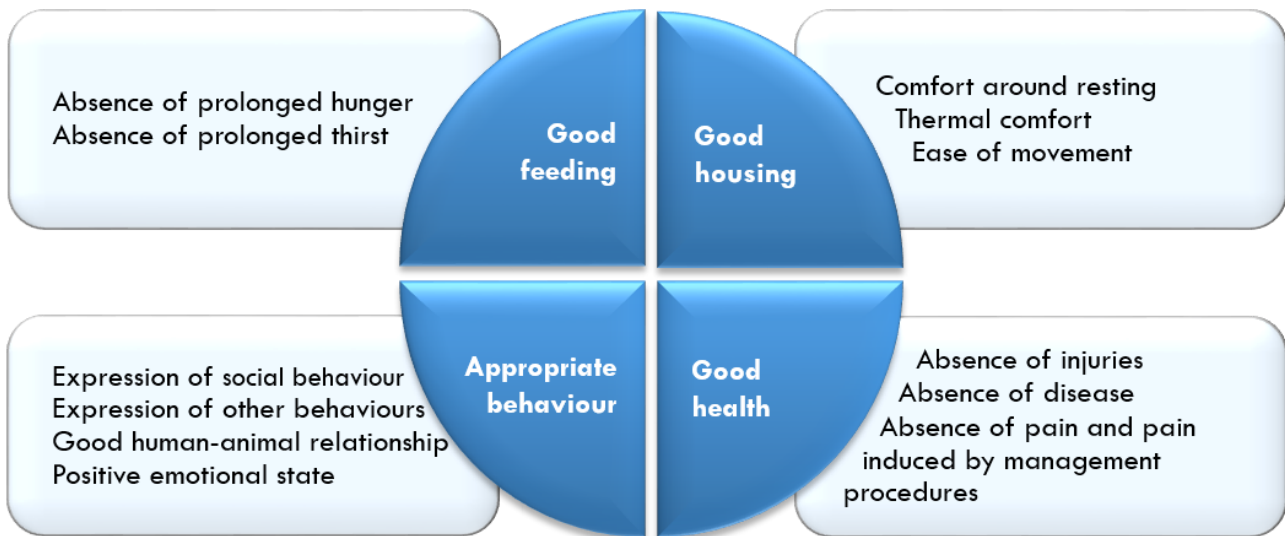 Absence of prolonged hunger
Absence of prolonged thirst
Good
feeding
Good
housing
Comfort around resting
Thermal comfort
Ease of movement
Expression of social behaviour
Expression of other behaviours
Good human-animal relationship
Positive emotional state
Appropriate
behaviour
Good
health
Absence of injuries
Absence of disease
Absence of pain and pain
induced by management
procedures